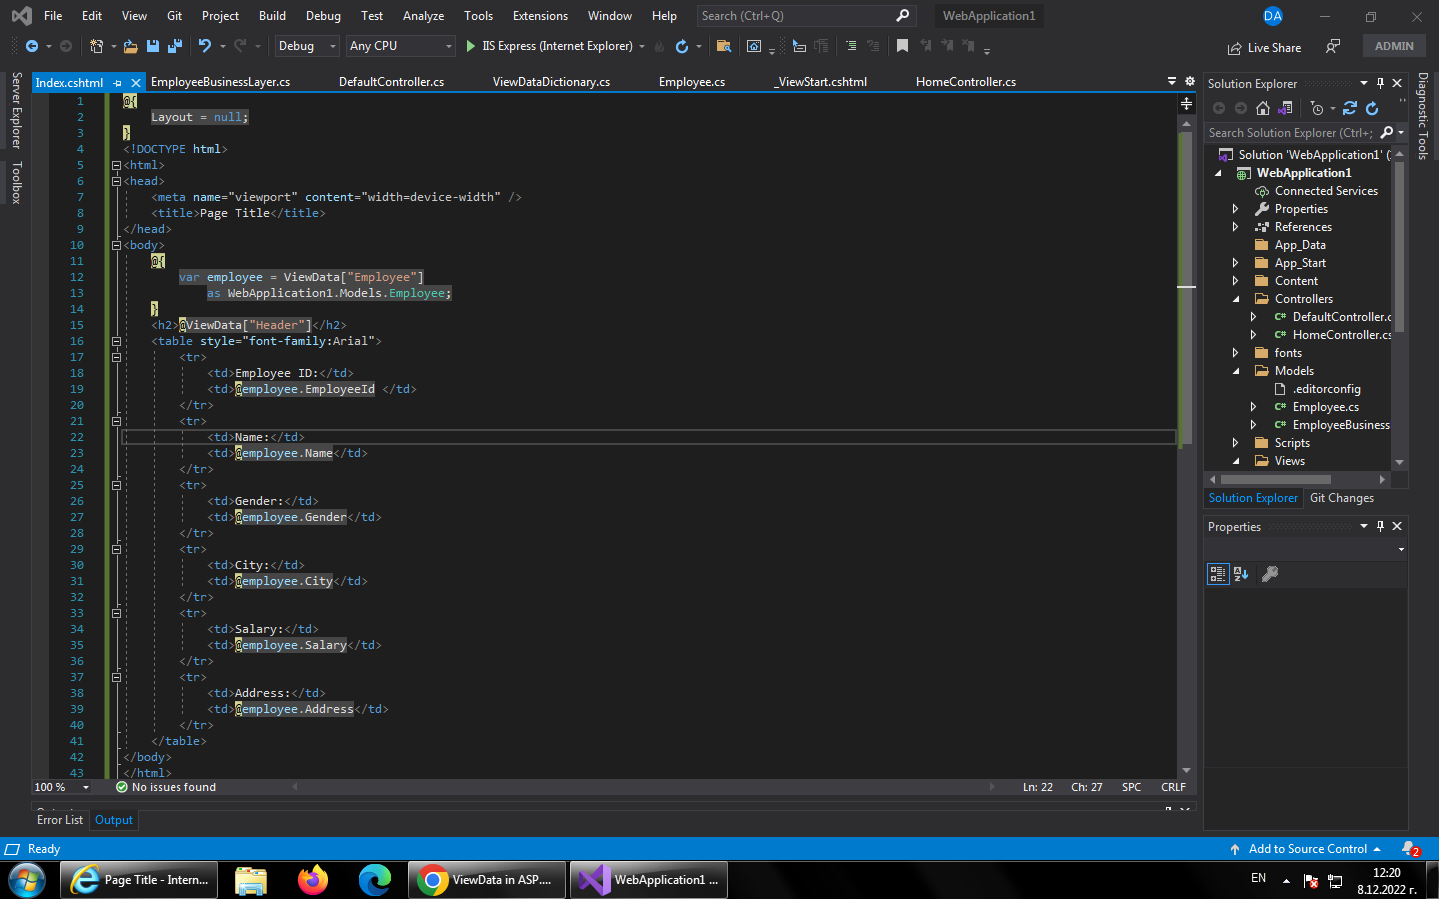 File Edit View Git Project Build Debug Test Analyze Tools Extensions Window Help Search (Ctrl+Q) WebApplication1 DA
Debug Any CPU IIS Express (Internet Explorer) Live Share ADMIN
Server Explorer
Toolbox
Index.cshtml EmployeeBusinessLayer.cs DefaultController.cs ViewDataDictionary.cs Employee.cs _ViewStart.cshtml HomeController.cs
1 @{
2 Layout = null;
3 }
4 <!DOCTYPE html>
5 <html>
6 <head>
7 <meta name="viewport" content="width=device-width" />
8 <title>Page Title</title>
9 </head>
10 <body>
11 @{
12 var employee = ViewData["Employee"]
13 as WebApplication1.Models.Employee;
14 }
15 <h2>@ViewData["Header"]</h2>
16 <table style="font-family:Arial">
17 <tr>
18 <td>Employee ID:</td>
19 <td>@employee.EmployeeId </td>
20 </tr>
21 <tr>
22 <td>Name:</td>
23 <td>@employee.Name</td>
24 </tr>
25 <tr>
26 <td>Gender:</td>
27 <td>@employee.Gender</td>
28 </tr>
29 <tr>
30 <td>City:</td>
31 <td>@employee.City</td>
32 </tr>
33 <tr>
34 <td>Salary:</td>
35 <td>@employee.Salary</td>
36 </tr>
37 <tr>
38 <td>Address:</td>
39 <td>@employee.Address</td>
40 </tr>
41 </table>
42 </body>
43 </html>
100 % No issues found Ln: 22 Ch: 27 SPC CRLF
Error List Output
Solution Explorer
Search Solution Explorer (Ctrl+;
Solution 'WebApplication1' (
WebApplication1
Connected Services
Properties
References
App_Data
App_Start
Content
Controllers
C# DefaultController.c
C# HomeController.cs
fonts
Models
.editorconfig
C# Employee.cs
C# EmployeeBusiness
Scripts
Views
Solution Explorer Git Changes
Properties
Diagnostic Tools
Ready Add to Source Control 2
Page Title - Intern... ViewData in ASP.... WebApplication1 ... EN 12:20
8.12.2022 г.